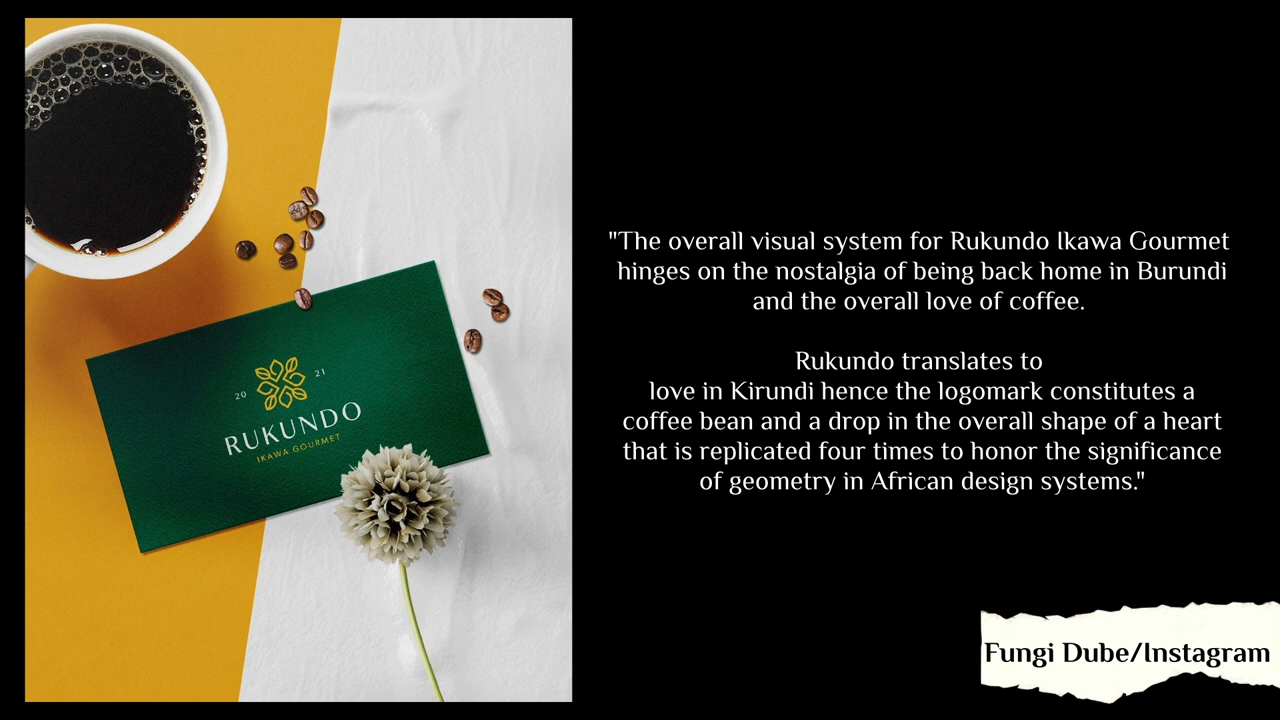 20 21
RUKUNDO
IKAWA GOURMET
"The overall visual system for Rukundo Ikawa Gourmet
hinges on the nostalgia of being back home in Burundi
and the overall love of coffee.
Rukundo translates to
love in Kirundi hence the logomark constitutes a
coffee bean and a drop in the overall shape of a heart
that is replicated four times to honor the significance
of geometry in African design systems."
Fungi Dube/Instagram